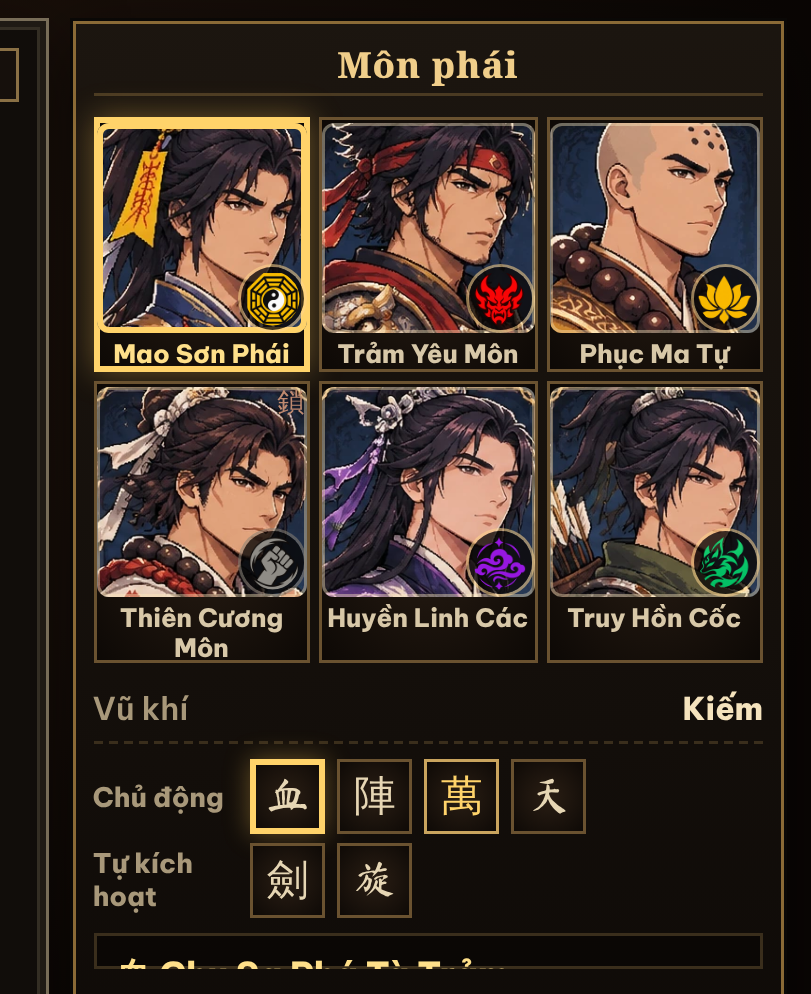 Môn phái
Mao Sơn Phái
Trảm Yêu Môn
Phục Ma Tự
鎖
Thiên Cương
Môn
Huyền Linh Các
Truy Hồn Cốc
Vũ khí
Kiếm
Chủ động
血 陣 萬 天
Tự kích
hoạt
劍 旋